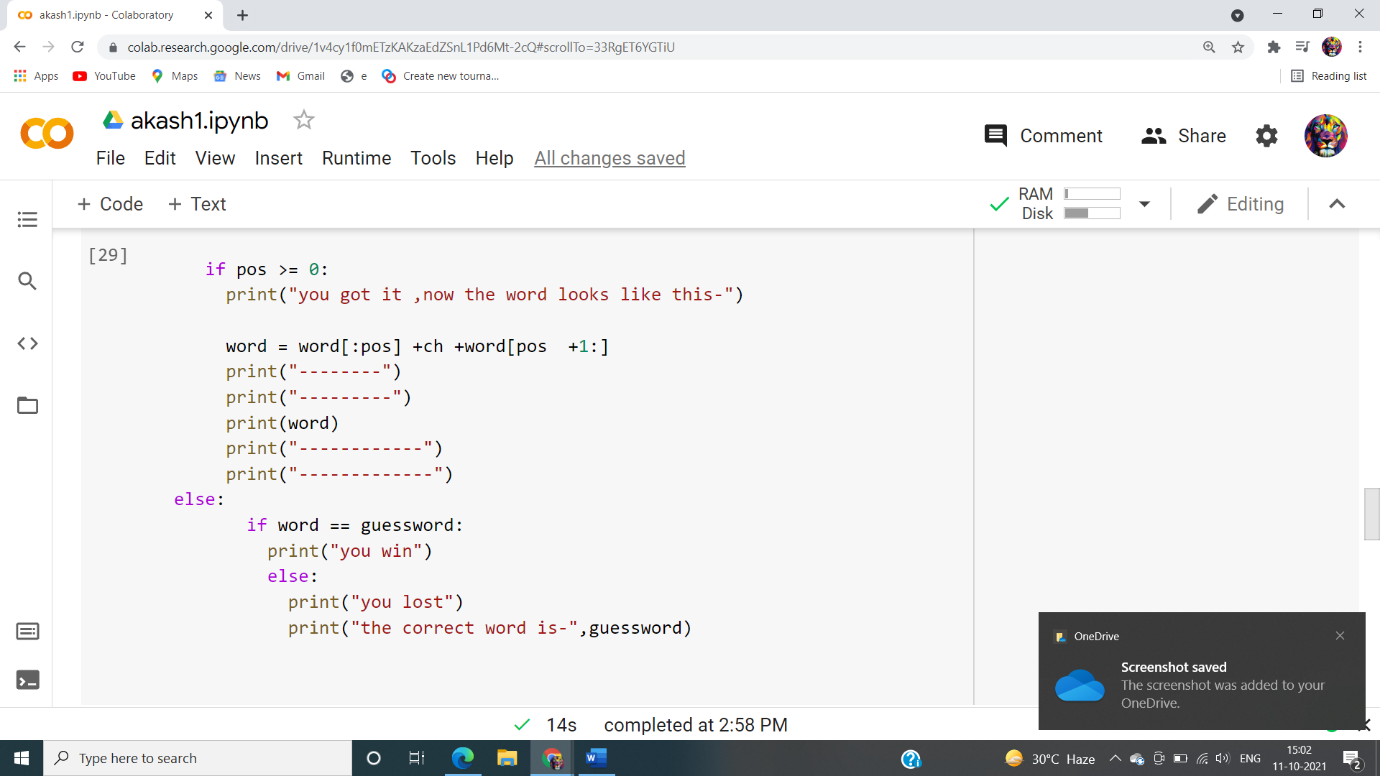 akash1.ipynb - Colaboratory
colab.research.google.com/drive/1v4cy1f0mETzKAKzaEdZSnL1Pd6Mt-2cQ#scrollTo=33RgET6YGTiU
Apps YouTube Maps News Gmail e Create new tourna... Reading list
akash1.ipynb
Comment Share
File Edit View Insert Runtime Tools Help All changes saved
+ Code + Text
RAM
Disk
Editing
[29]
if pos >= 0:
print("you got it ,now the word looks like this-")
word = word[:pos] +ch +word[pos  +1:]
print("--------")
print("---------")
print(word)
print("------------")
print("-------------")
else:
if word == guessword:
print("you win")
else:
print("you lost")
print("the correct word is-",guessword)
OneDrive
Screenshot saved
The screenshot was added to your
OneDrive.
14s completed at 2:58 PM
Type here to search
30°C Haze
ENG
15:02
11-10-2021
2